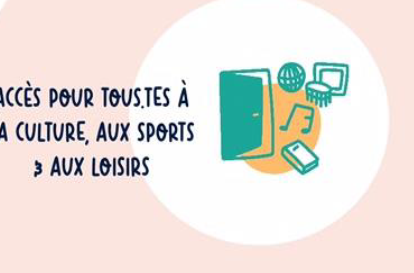 ACCÈS POUR TOUS.TES À
A CULTURE, AUX SPORTS
& AUX LOISIRS